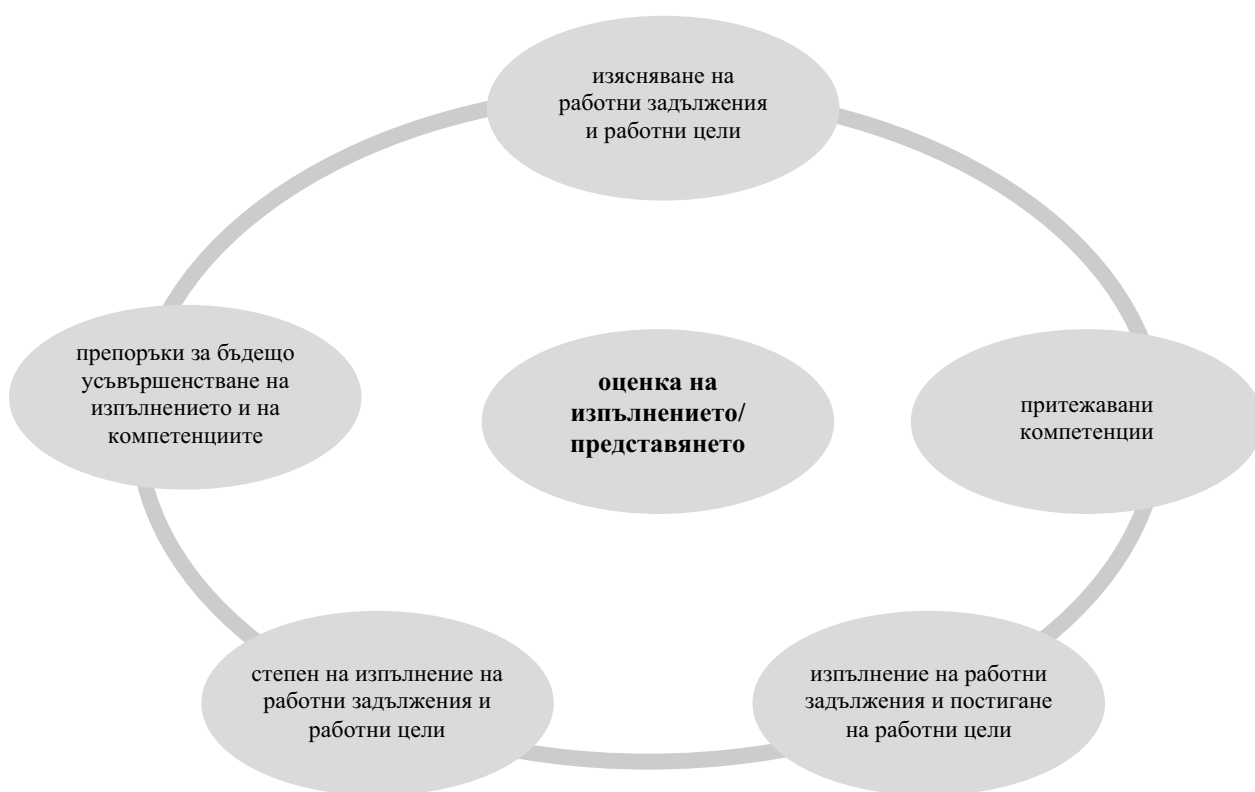 изясняване на
работни задължения
и работни цели
препоръки за бъдещо
усъвършенстване на
изпълнението и на
компетенциите
оценка на
изпълнението/
представянето
притежавани
компетенции
степен на изпълнение на
работни задължения и
работни цели
изпълнение на работни
задължения и постигане
на работни цели